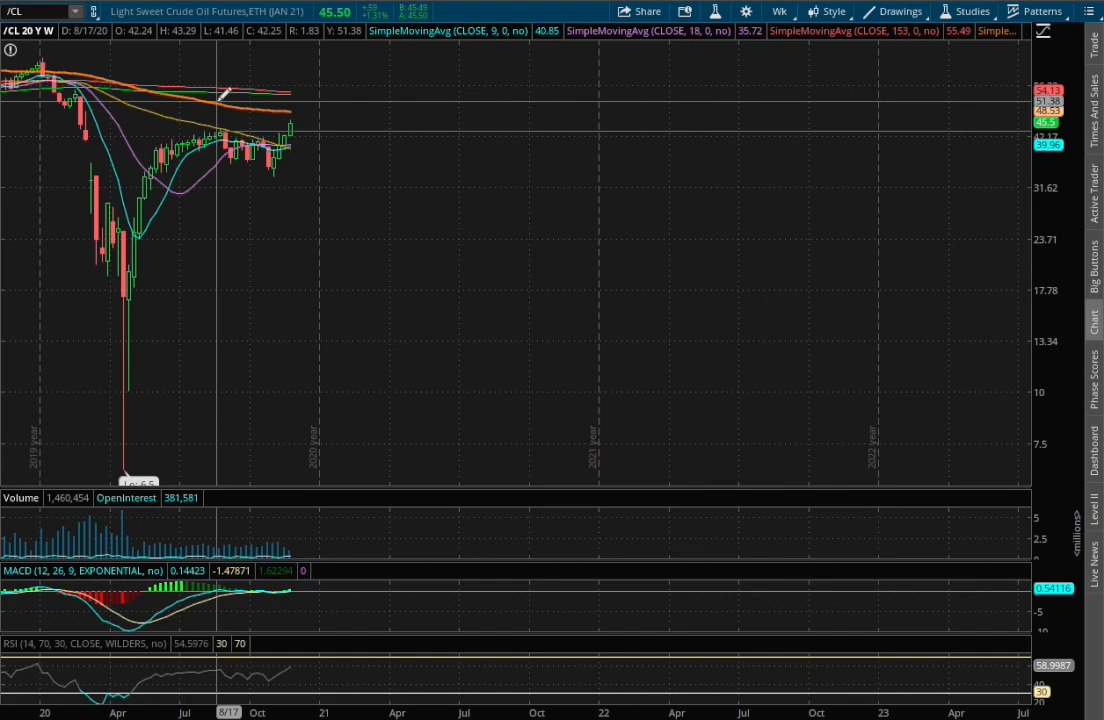 /CL Light Sweet Crude Oil Futures,ETH (JAN 21) 45.50 +.59 +1.31% B: 45.49 A: 45.50 Share Wk Style Drawings Studies Patterns
/CL 20 Y W D: 8/17/20 O: 42.24 H: 43.29 L: 41.46 C: 42.25 R: 1.83 Y: 51.38 SimpleMovingAvg (CLOSE, 9, 0, no) 40.85 SimpleMovingAvg (CLOSE, 18, 0, no) 35.72 SimpleMovingAvg (CLOSE, 153, 0, no) 55.49 Simple...
54.13
51.38
48.53
45.5
42.17
39.96
31.62
23.71
17.78
13.34
10
7.5
2019 year
2020 year
2021 year
2022 year
Lo: 6.5
Volume 1,460,454 OpenInterest 381,581
5
2.5
<millions>
MACD (12, 26, 9, EXPONENTIAL, no) 0.14423 -1.47871 1.62294 0
0.54116
-5
-10
RSI (14, 70, 30, CLOSE, WILDERS, no) 54.5976 30 70
58.9987
40
30
20
20 Apr Jul 8/17 Oct 21 Apr Jul Oct 22 Apr Jul Oct 23 Apr Jul
Trade
Times And Sales
Active Trader
Big Buttons
Chart
Phase Scores
Dashboard
Level II
Live News